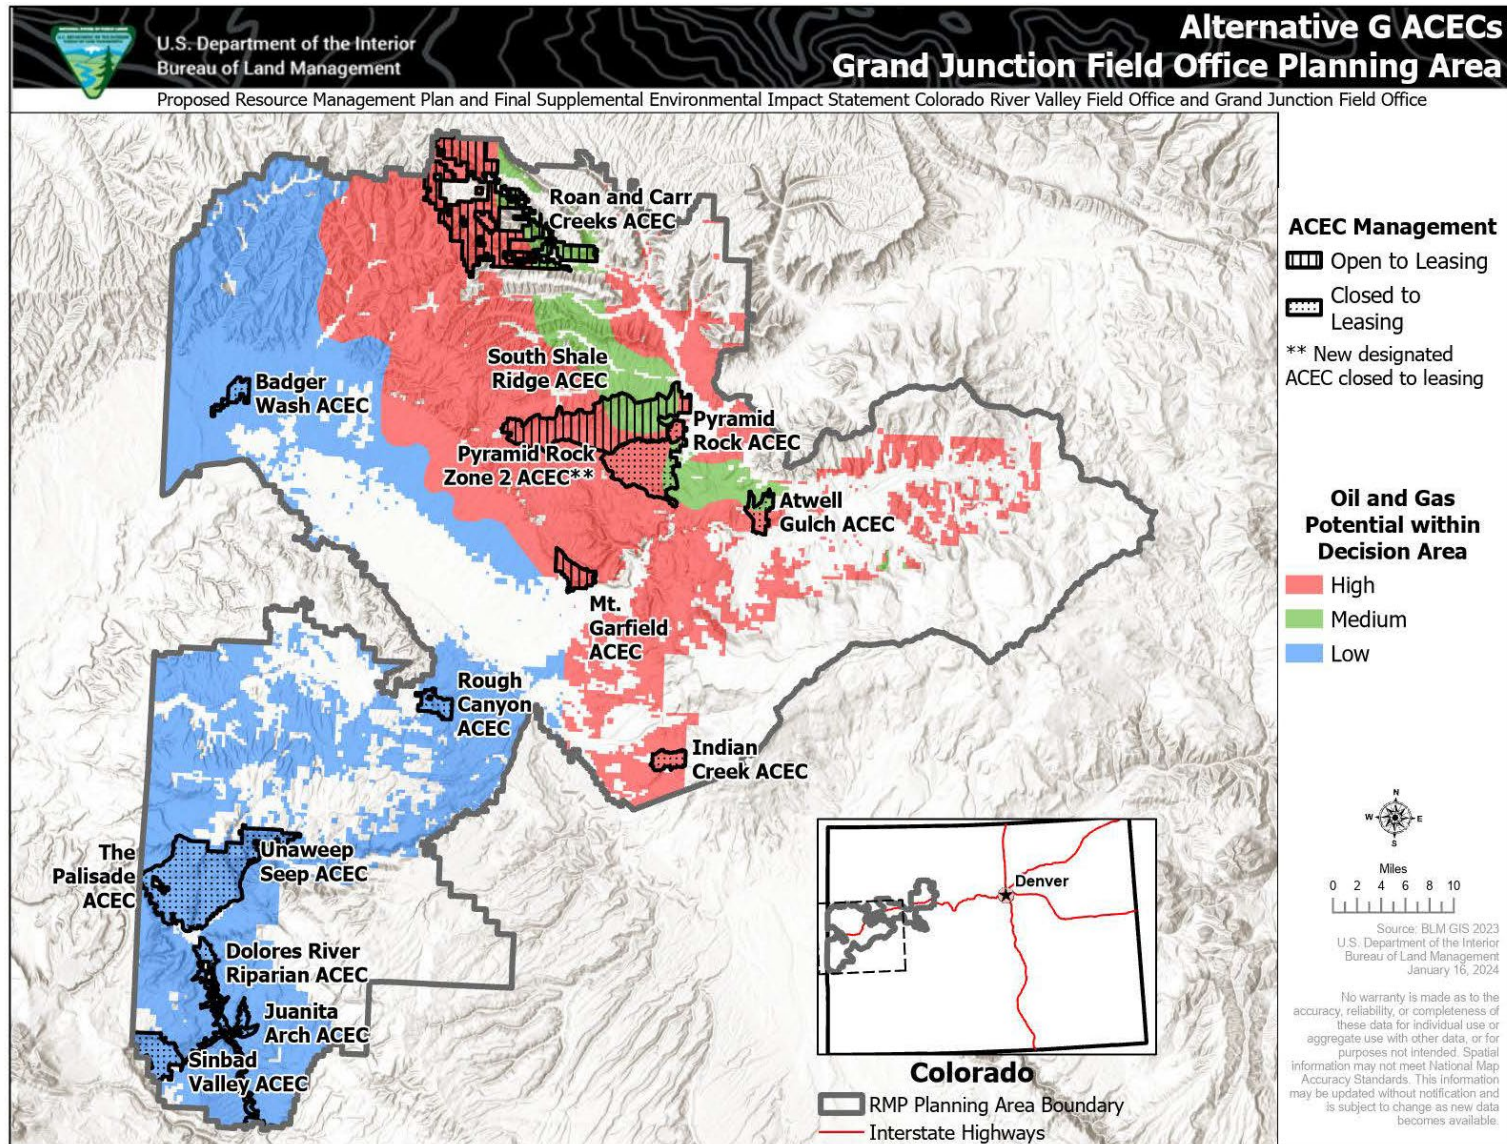 U.S. Department of the Interior
Bureau of Land Management
Alternative G ACECs
Grand Junction Field Office Planning Area
Proposed Resource Management Plan and Final Supplemental Environmental Impact Statement Colorado River Valley Field Office and Grand Junction Field Office
Roan and Carr
Creeks ACEC
South Shale
Ridge ACEC
Badger
Wash ACEC
Pyramid
Rock ACEC
Pyramid Rock
Zone 2 ACEC**
Atwell
Gulch ACEC
Mt.
Garfield
ACEC
Rough
Canyon
ACEC
Indian
Creek ACEC
The
Palisade
ACEC
Unaweep
Seep ACEC
Dolores River
Riparian ACEC
Juanita
Arch ACEC
Sinbad
Valley ACEC
ACEC Management
Open to Leasing
Closed to
Leasing
** New designated
ACEC closed to leasing
Oil and Gas
Potential within
Decision Area
High
Medium
Low
N
W E
S
Miles
0 2 4 6 8 10
Source: BLM GIS 2023
U.S. Department of the Interior
Bureau of Land Management
January 16, 2024
No warranty is made as to the
accuracy, reliability, or completeness of
these data for individual use or
aggregate use with other data, or for
purposes not intended. Spatial
information may not meet National Map
Accuracy Standards. This information
may be updated without notification and
is subject to change as new data
becomes available.
Denver
Colorado
RMP Planning Area Boundary
Interstate Highways